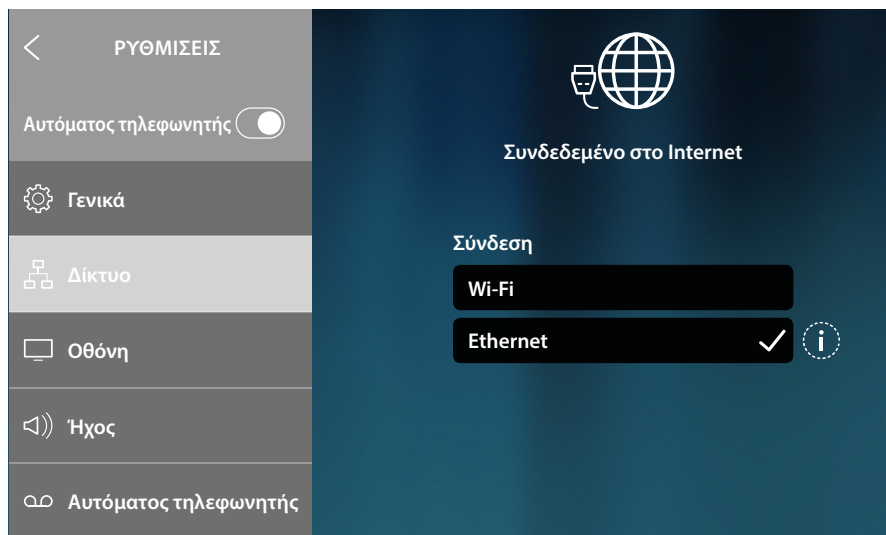 ΡΥΘΜΙΣΕΙΣ
Αυτόματος τηλεφωνητής
Γενικά
Δίκτυο
Οθόνη
Ήχος
Αυτόματος τηλεφωνητής
Συνδεδεμένο στο Internet
Σύνδεση
Wi-Fi
Ethernet